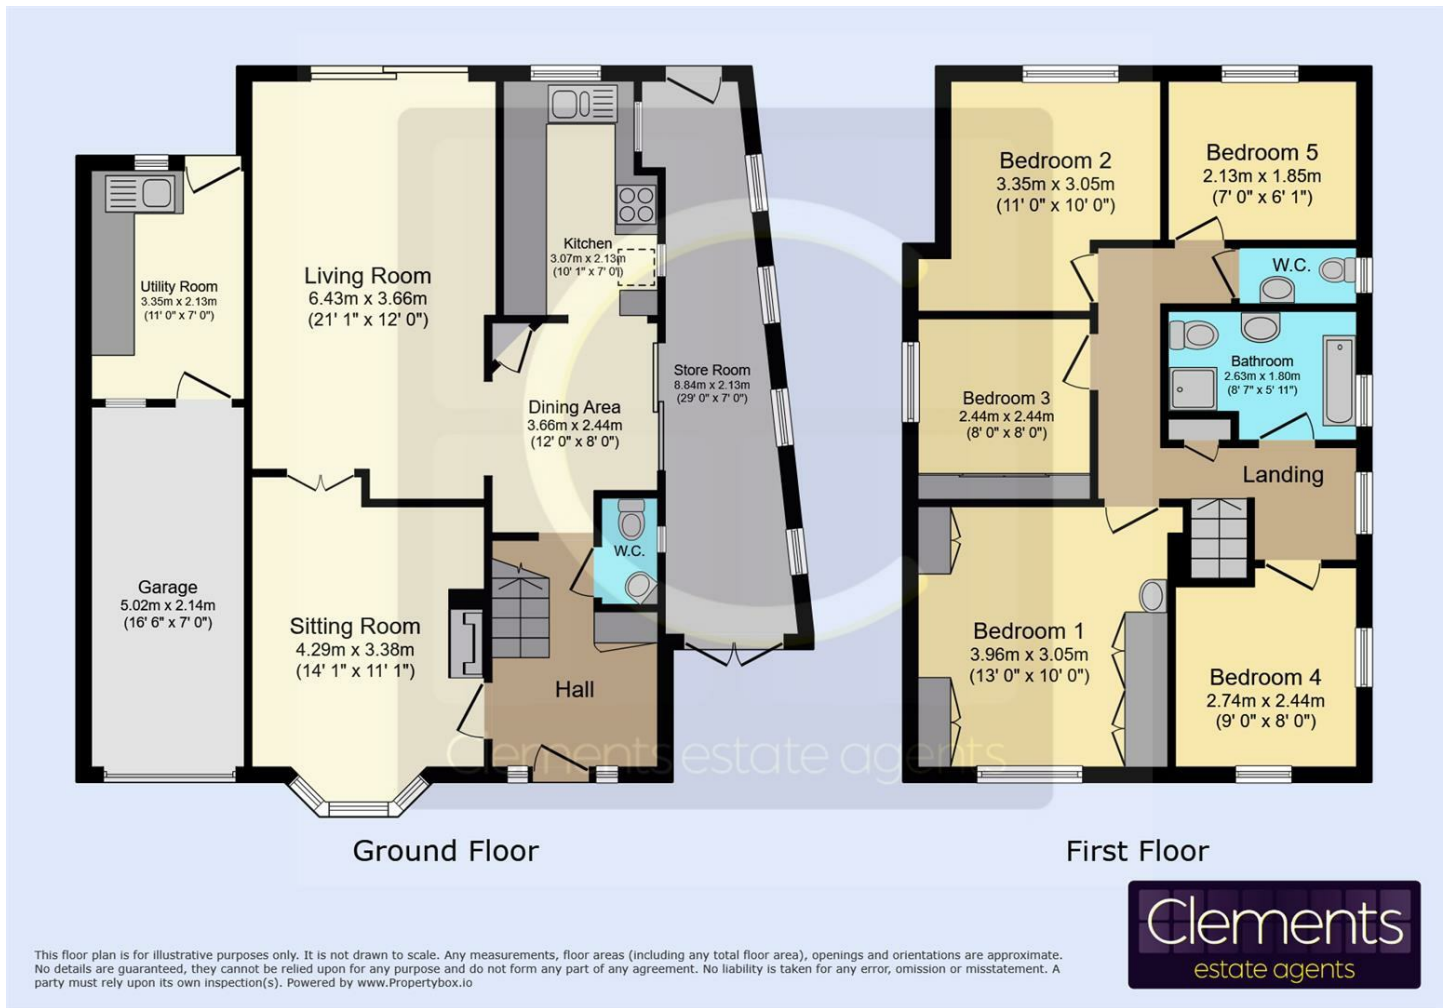 Utility Room
3.35m x 2.13m
(11' 0" x 7' 0")
Living Room
6.43m x 3.66m
(21' 1" x 12' 0")
Kitchen
3.07m x 2.13m
(10' 1" x 7' 0")
Store Room
8.84m x 2.13m
(29' 0" x 7' 0")
Dining Area
3.66m x 2.44m
(12' 0" x 8' 0")
W.C.
Garage
5.02m x 2.14m
(16' 6" x 7' 0")
Sitting Room
4.29m x 3.38m
(14' 1" x 11' 1")
Hall
Ground Floor
Bedroom 2
3.35m x 3.05m
(11' 0" x 10' 0")
Bedroom 5
2.13m x 1.85m
(7' 0" x 6' 1")
W.C.
Bathroom
2.63m x 1.80m
(8' 7" x 5' 11")
Bedroom 3
2.44m x 2.44m
(8' 0" x 8' 0")
Landing
Bedroom 1
3.96m x 3.05m
(13' 0" x 10' 0")
Bedroom 4
2.74m x 2.44m
(9' 0" x 8' 0")
First Floor
Clements estate agents
Clements
estate agents
This floor plan is for illustrative purposes only. It is not drawn to scale. Any measurements, floor areas (including any total floor area), openings and orientations are approximate.
No details are guaranteed, they cannot be relied upon for any purpose and do not form any part of any agreement. No liability is taken for any error, omission or misstatement. A
party must rely upon its own inspection(s). Powered by www.Propertybox.io